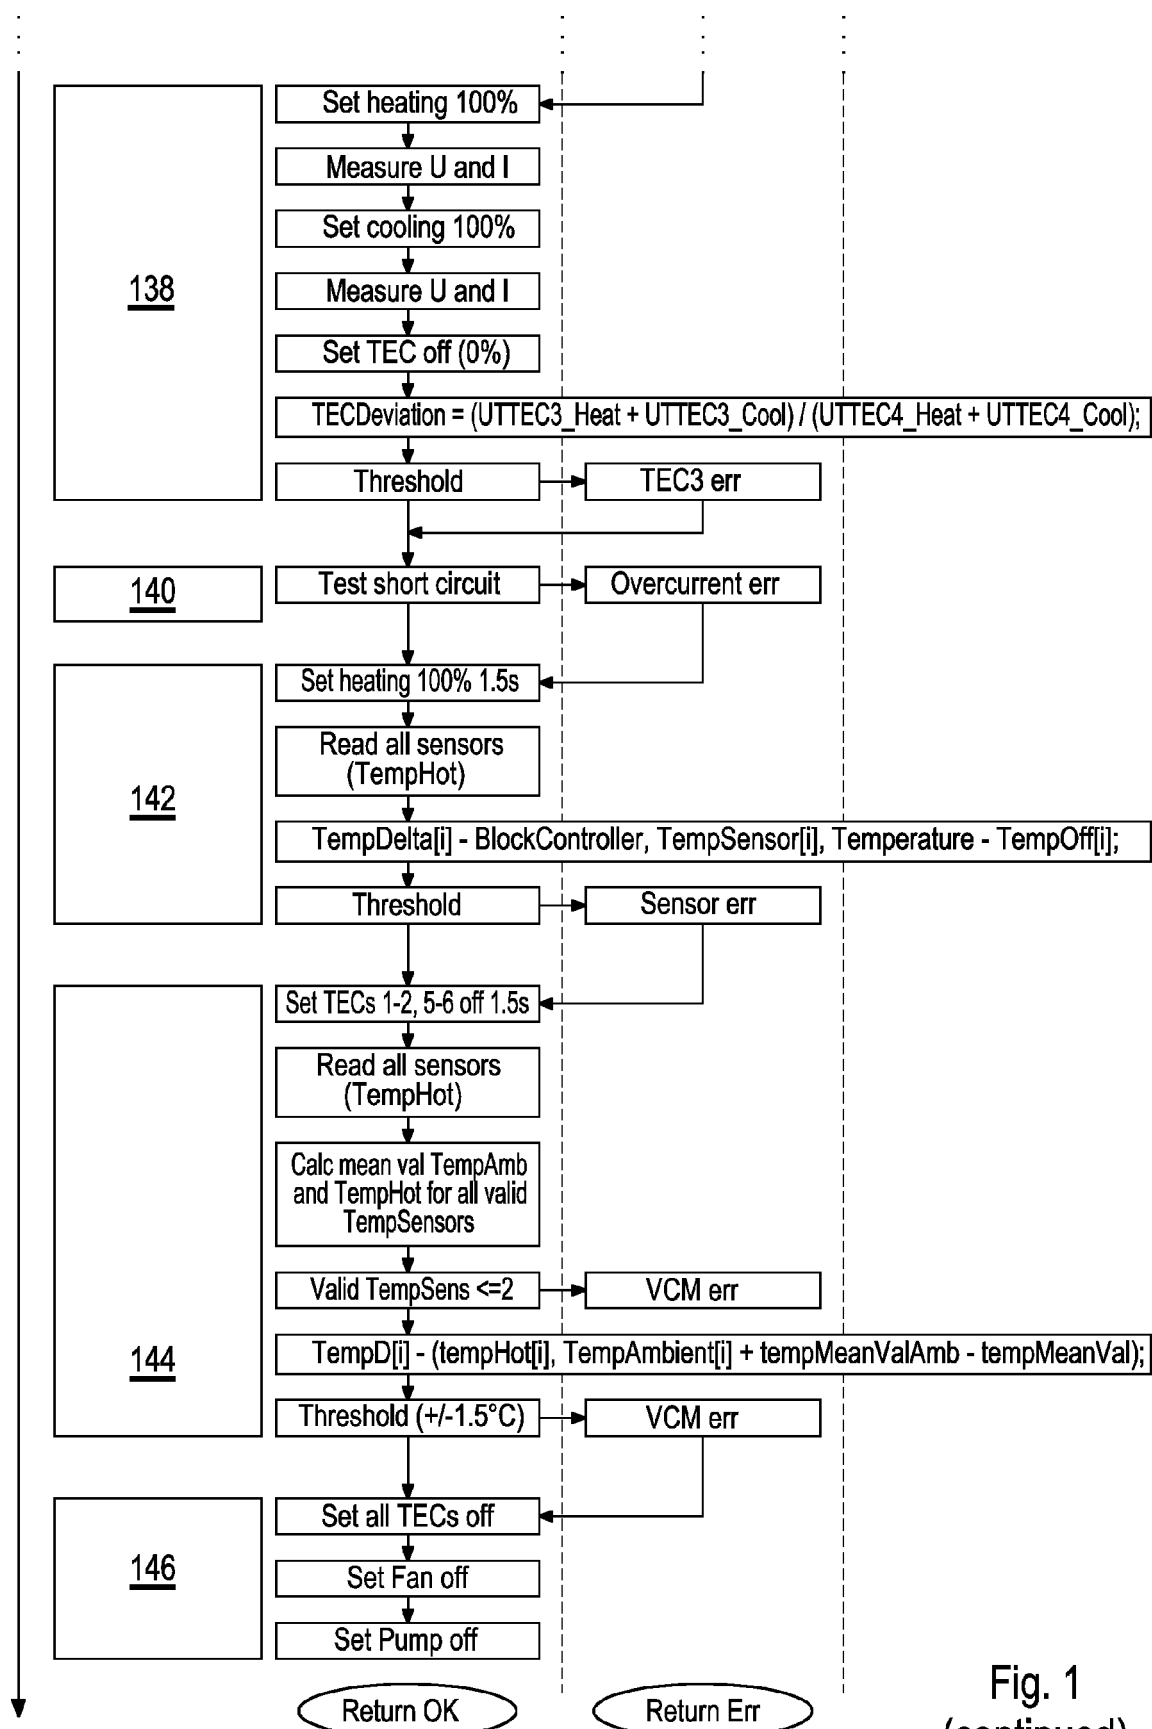 Set heating 100%
Measure U and I
Set cooling 100%
138
Measure U and I
Set TEC off (0%)
TECDeviation = (UTTEC3_Heat + UTTEC3_Cool) / (UTTEC4_Heat + UTTEC4_Cool);
Threshold
TEC3 err
140
Test short circuit
Overcurrent err
Set heating 100% 1.5s
Read all sensors
(TempHot)
142
TempDelta[i] - BlockController, TempSensor[i], Temperature - TempOff[i];
Threshold
Sensor err
Set TECs 1-2, 5-6 off 1.5s
Read all sensors
(TempHot)
Calc mean val TempAmb
and TempHot for all valid
TempSensors
Valid TempSens <=2
VCM err
144
TempD[i] - (tempHot[i], TempAmbient[i] + tempMeanValAmb - tempMeanVal);
Threshold (+/-1.5°C)
VCM err
Set all TECs off
146
Set Fan off
Set Pump off
Return OK
Return Err
Fig. 1
(continued)